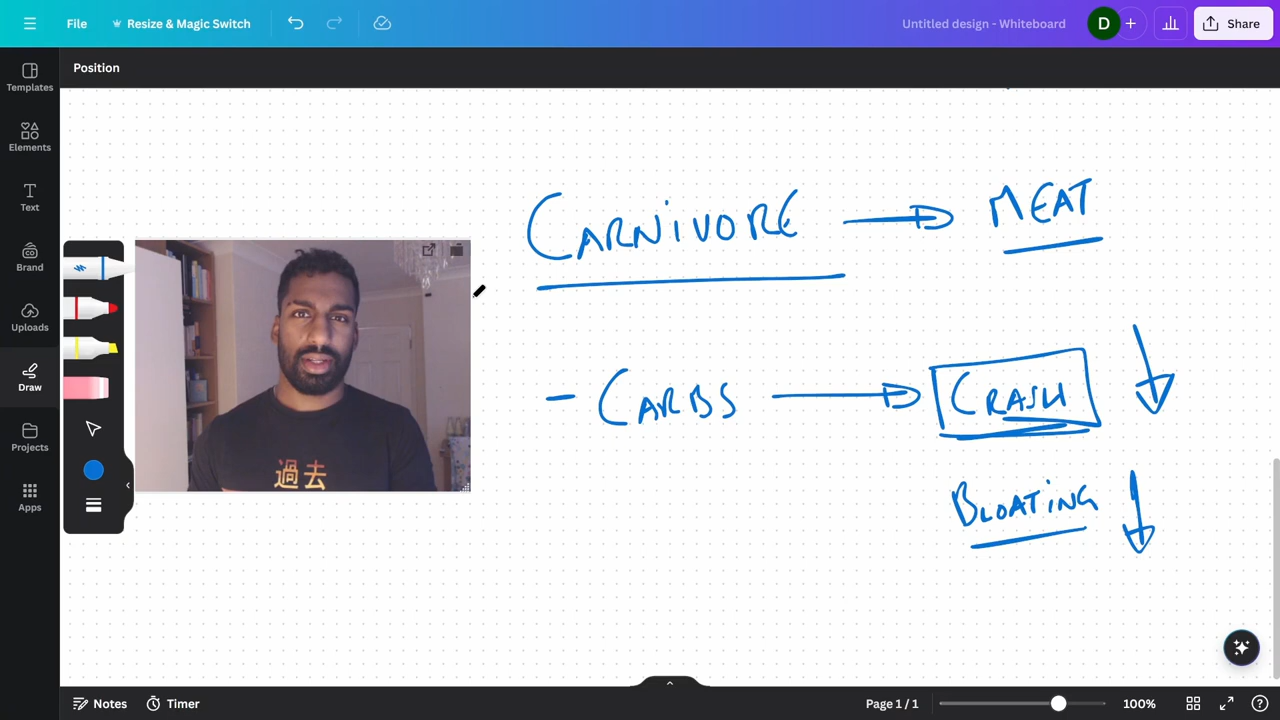 File Resize & Magic Switch Untitled design - Whiteboard D + Share
Position
Templates
Elements
Text
Brand
Uploads
Draw
Projects
Apps
CARNIVORE → MEAT
- CARBS → CRASH ↓
BLOATING ↓
過去
Notes Timer Page 1 / 1 100%